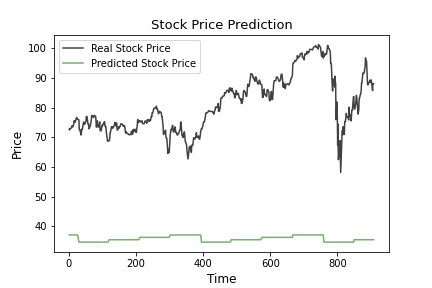 Stock Price Prediction
Real Stock Price
Predicted Stock Price
100
90
80
70
60
50
40
Price
0 200 400 600 800
Time